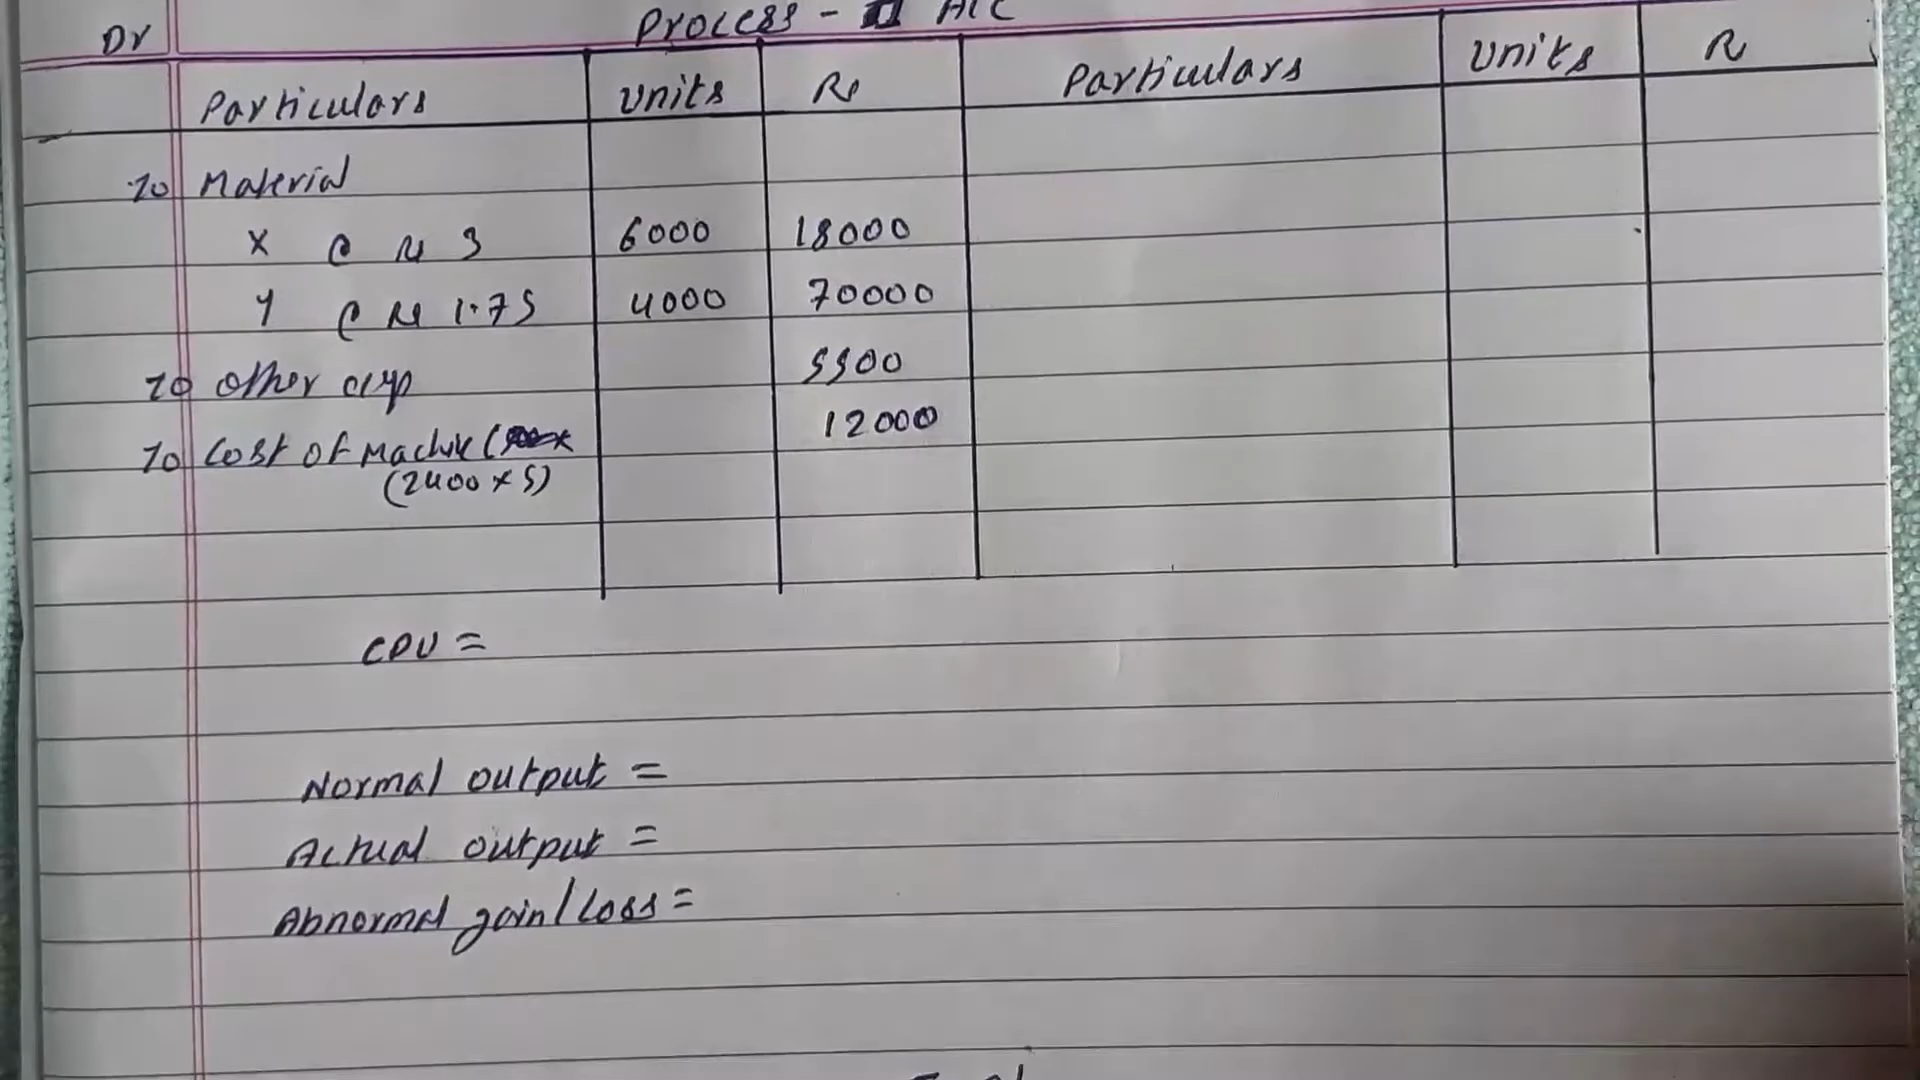 Process - A/C
Dr
Particulars Units Rs Particulars Units R
To Material
X @ Rs 3 6000 18000
Y @ Rs 1.75 4000 70000
To other exp 5500
To Cost of Machine ( 12000
(2400 x 5)
CPU =
Normal output =
Actual output =
Abnormal gain/Loss =